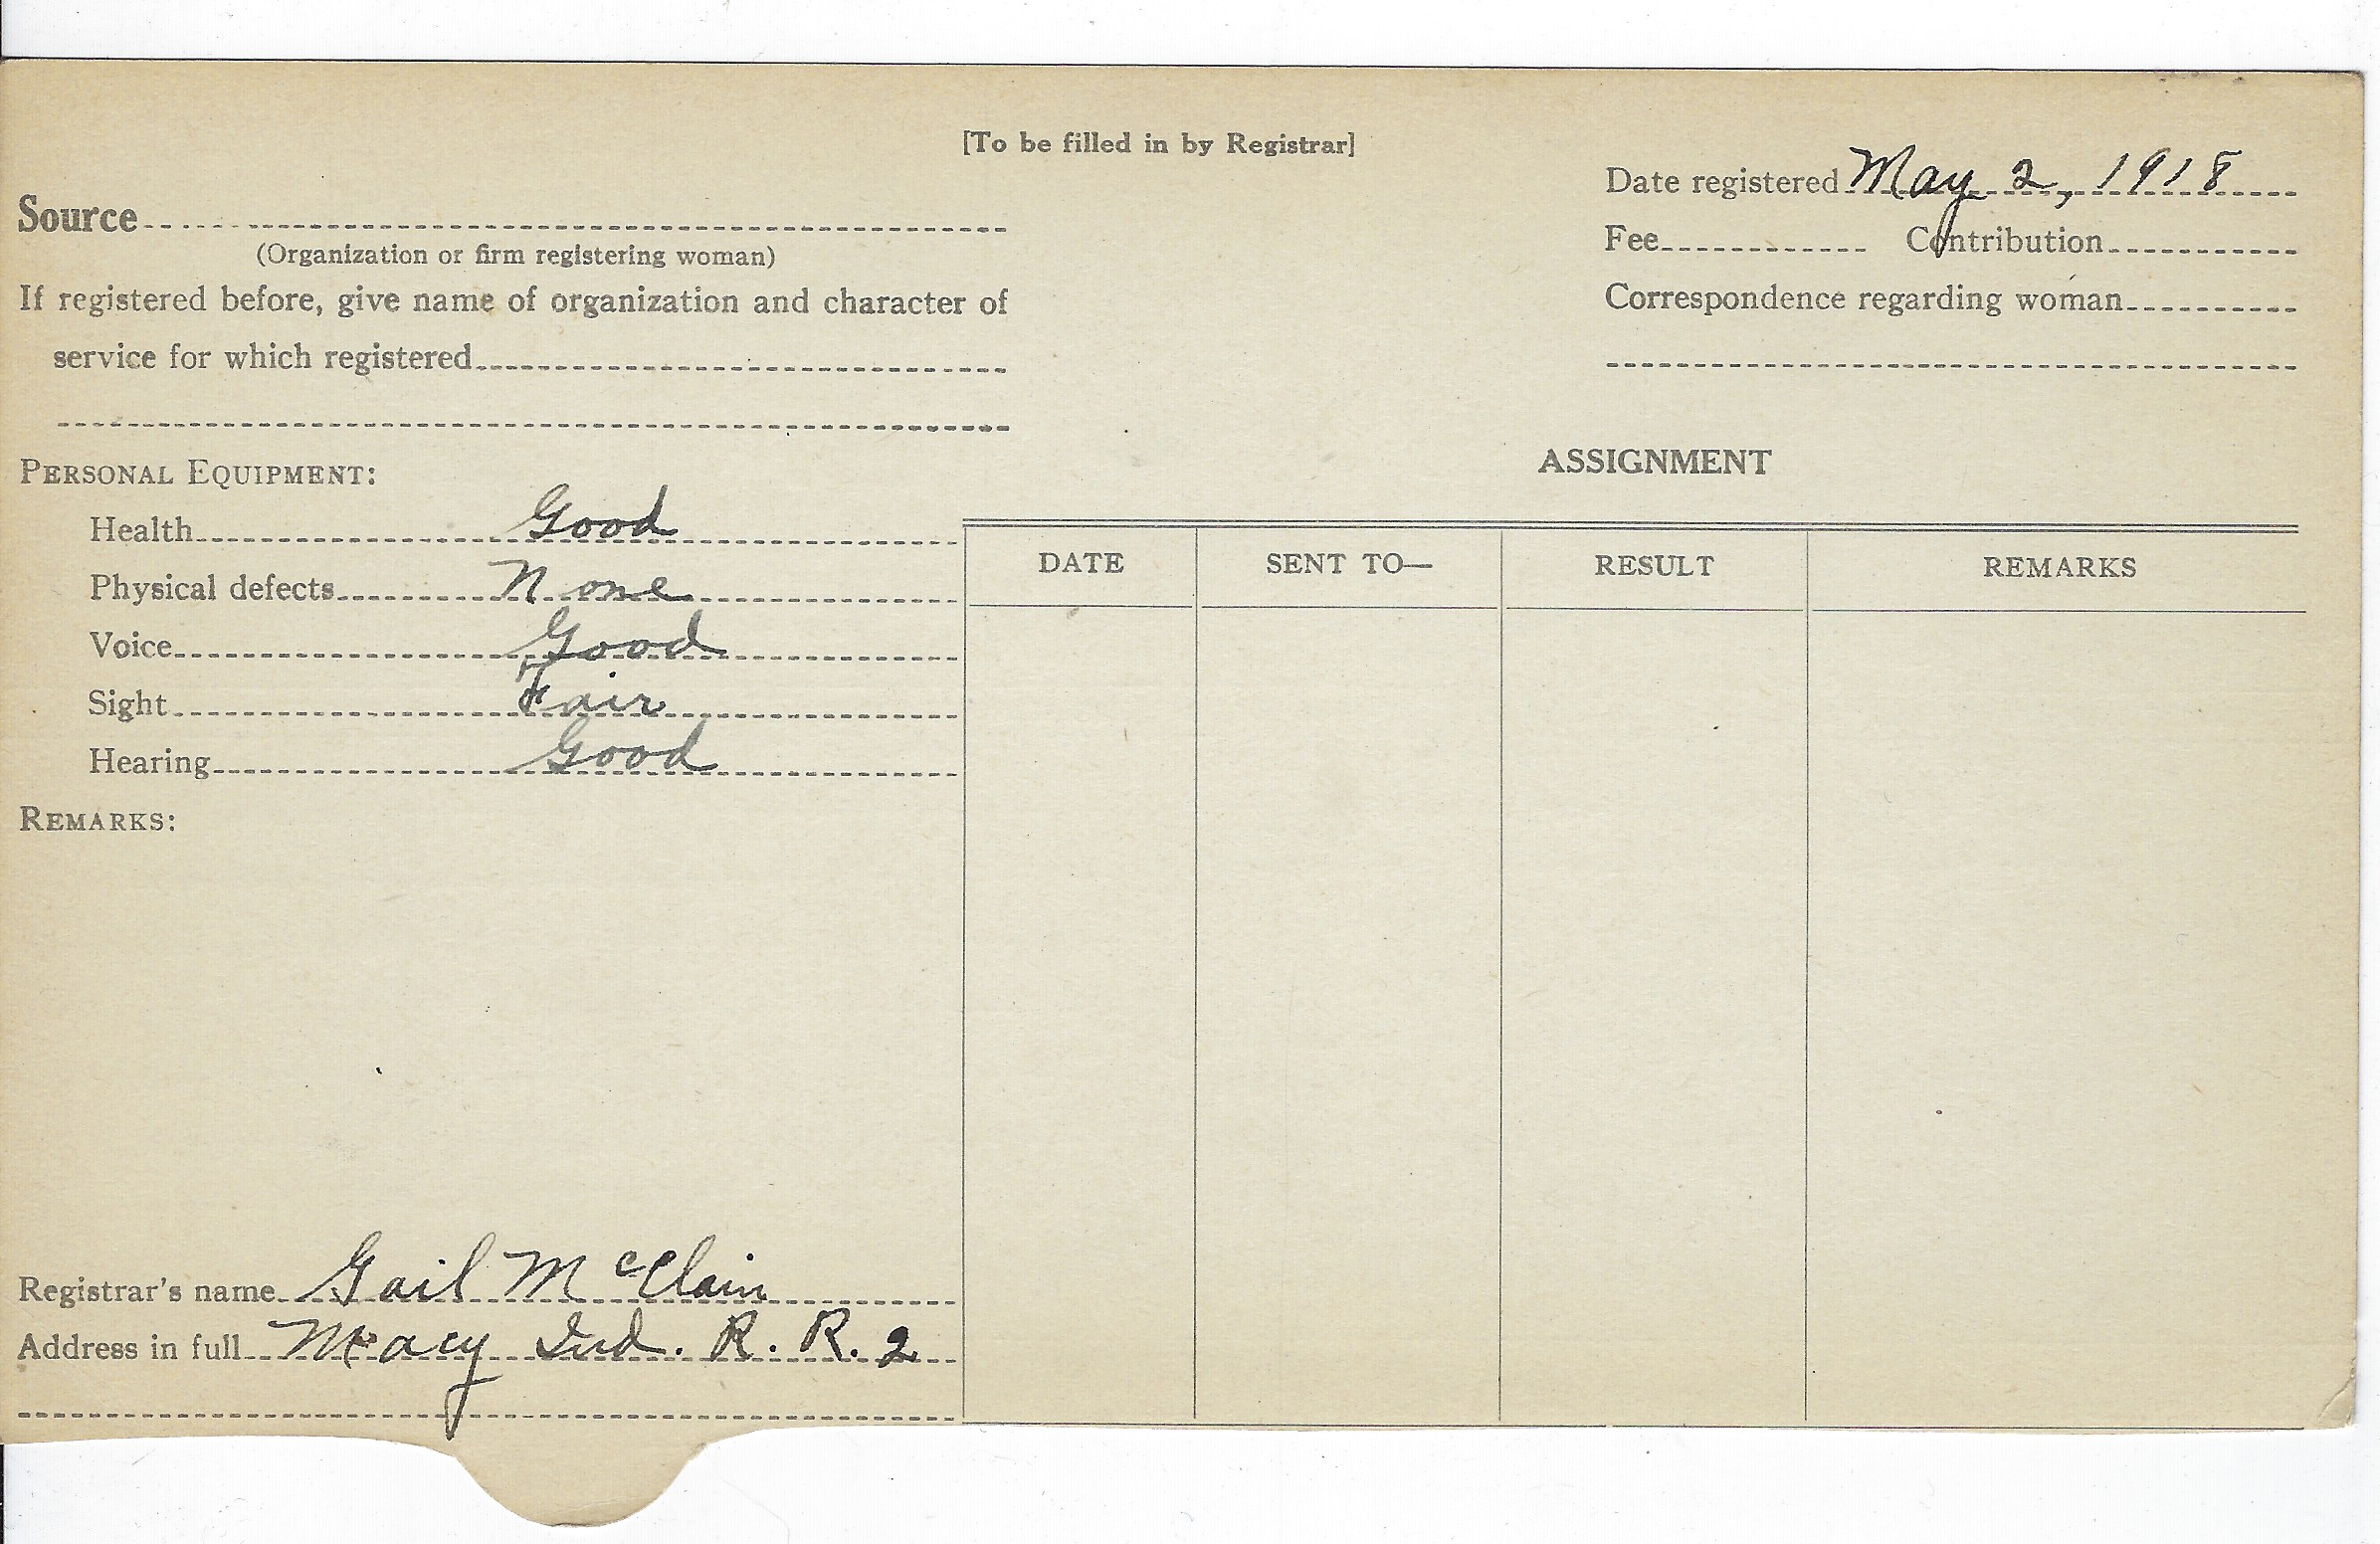 [To be filled in by Registrar]
Date registered May 2, 1918
Source
(Organization or firm registering woman)
Fee Contribution
If registered before, give name of organization and character of
service for which registered
Correspondence regarding woman
PERSONAL EQUIPMENT:
Health Good
Physical defects None
Voice Good
Sight Fair
Hearing Good
REMARKS:
Registrar's name Gail McClain
Address in full Macy Ind. R. R. 2
ASSIGNMENT
DATE SENT TO— RESULT REMARKS